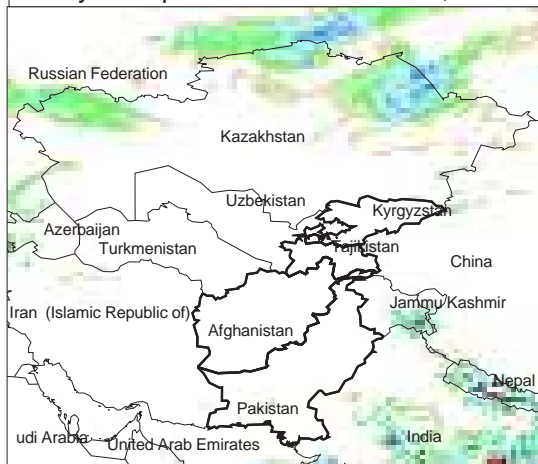 Russian Federation
Kazakhstan
Uzbekistan
Kyrgyzstan
Azerbaijan
Turkmenistan
Tajikistan
China
Iran (Islamic Republic of)
Jammu Kashmir
Afghanistan
Nepal
Pakistan
udi Arabia
United Arab Emirates
India